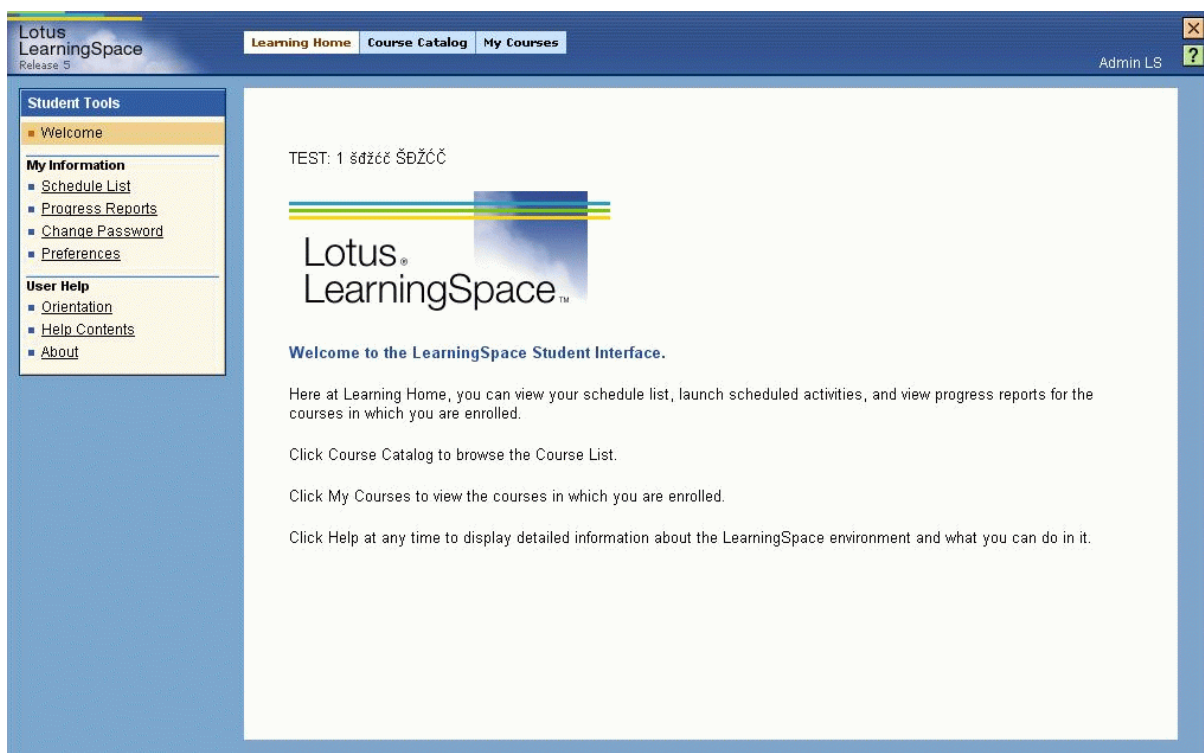 Lotus
LearningSpace
Release 5
Learning Home
Course Catalog
My Courses
Admin LS
?
Student Tools
Welcome
My Information
Schedule List
Progress Reports
Change Password
Preferences
User Help
Orientation
Help Contents
About
TEST: 1 šđžćč ŠĐŽĆČ
Lotus®
LearningSpace™
Welcome to the LearningSpace Student Interface.
Here at Learning Home, you can view your schedule list, launch scheduled activities, and view progress reports for the
courses in which you are enrolled.
Click Course Catalog to browse the Course List.
Click My Courses to view the courses in which you are enrolled.
Click Help at any time to display detailed information about the LearningSpace environment and what you can do in it.